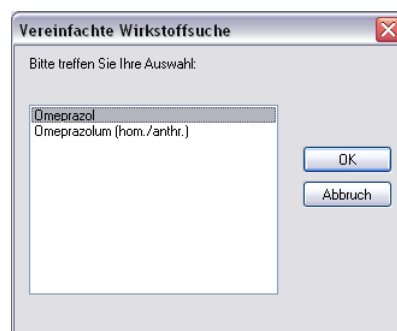 Vereinfachte Wirkstoffsuche
Bitte treffen Sie Ihre Auswahl:
Omeprazol
Omeprazolum (hom./anthr.)
OK
Abbruch